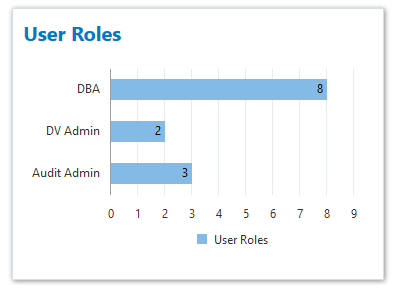 User Roles
DBA
8
DV Admin
2
Audit Admin
3
0 1 2 3 4 5 6 7 8 9
User Roles